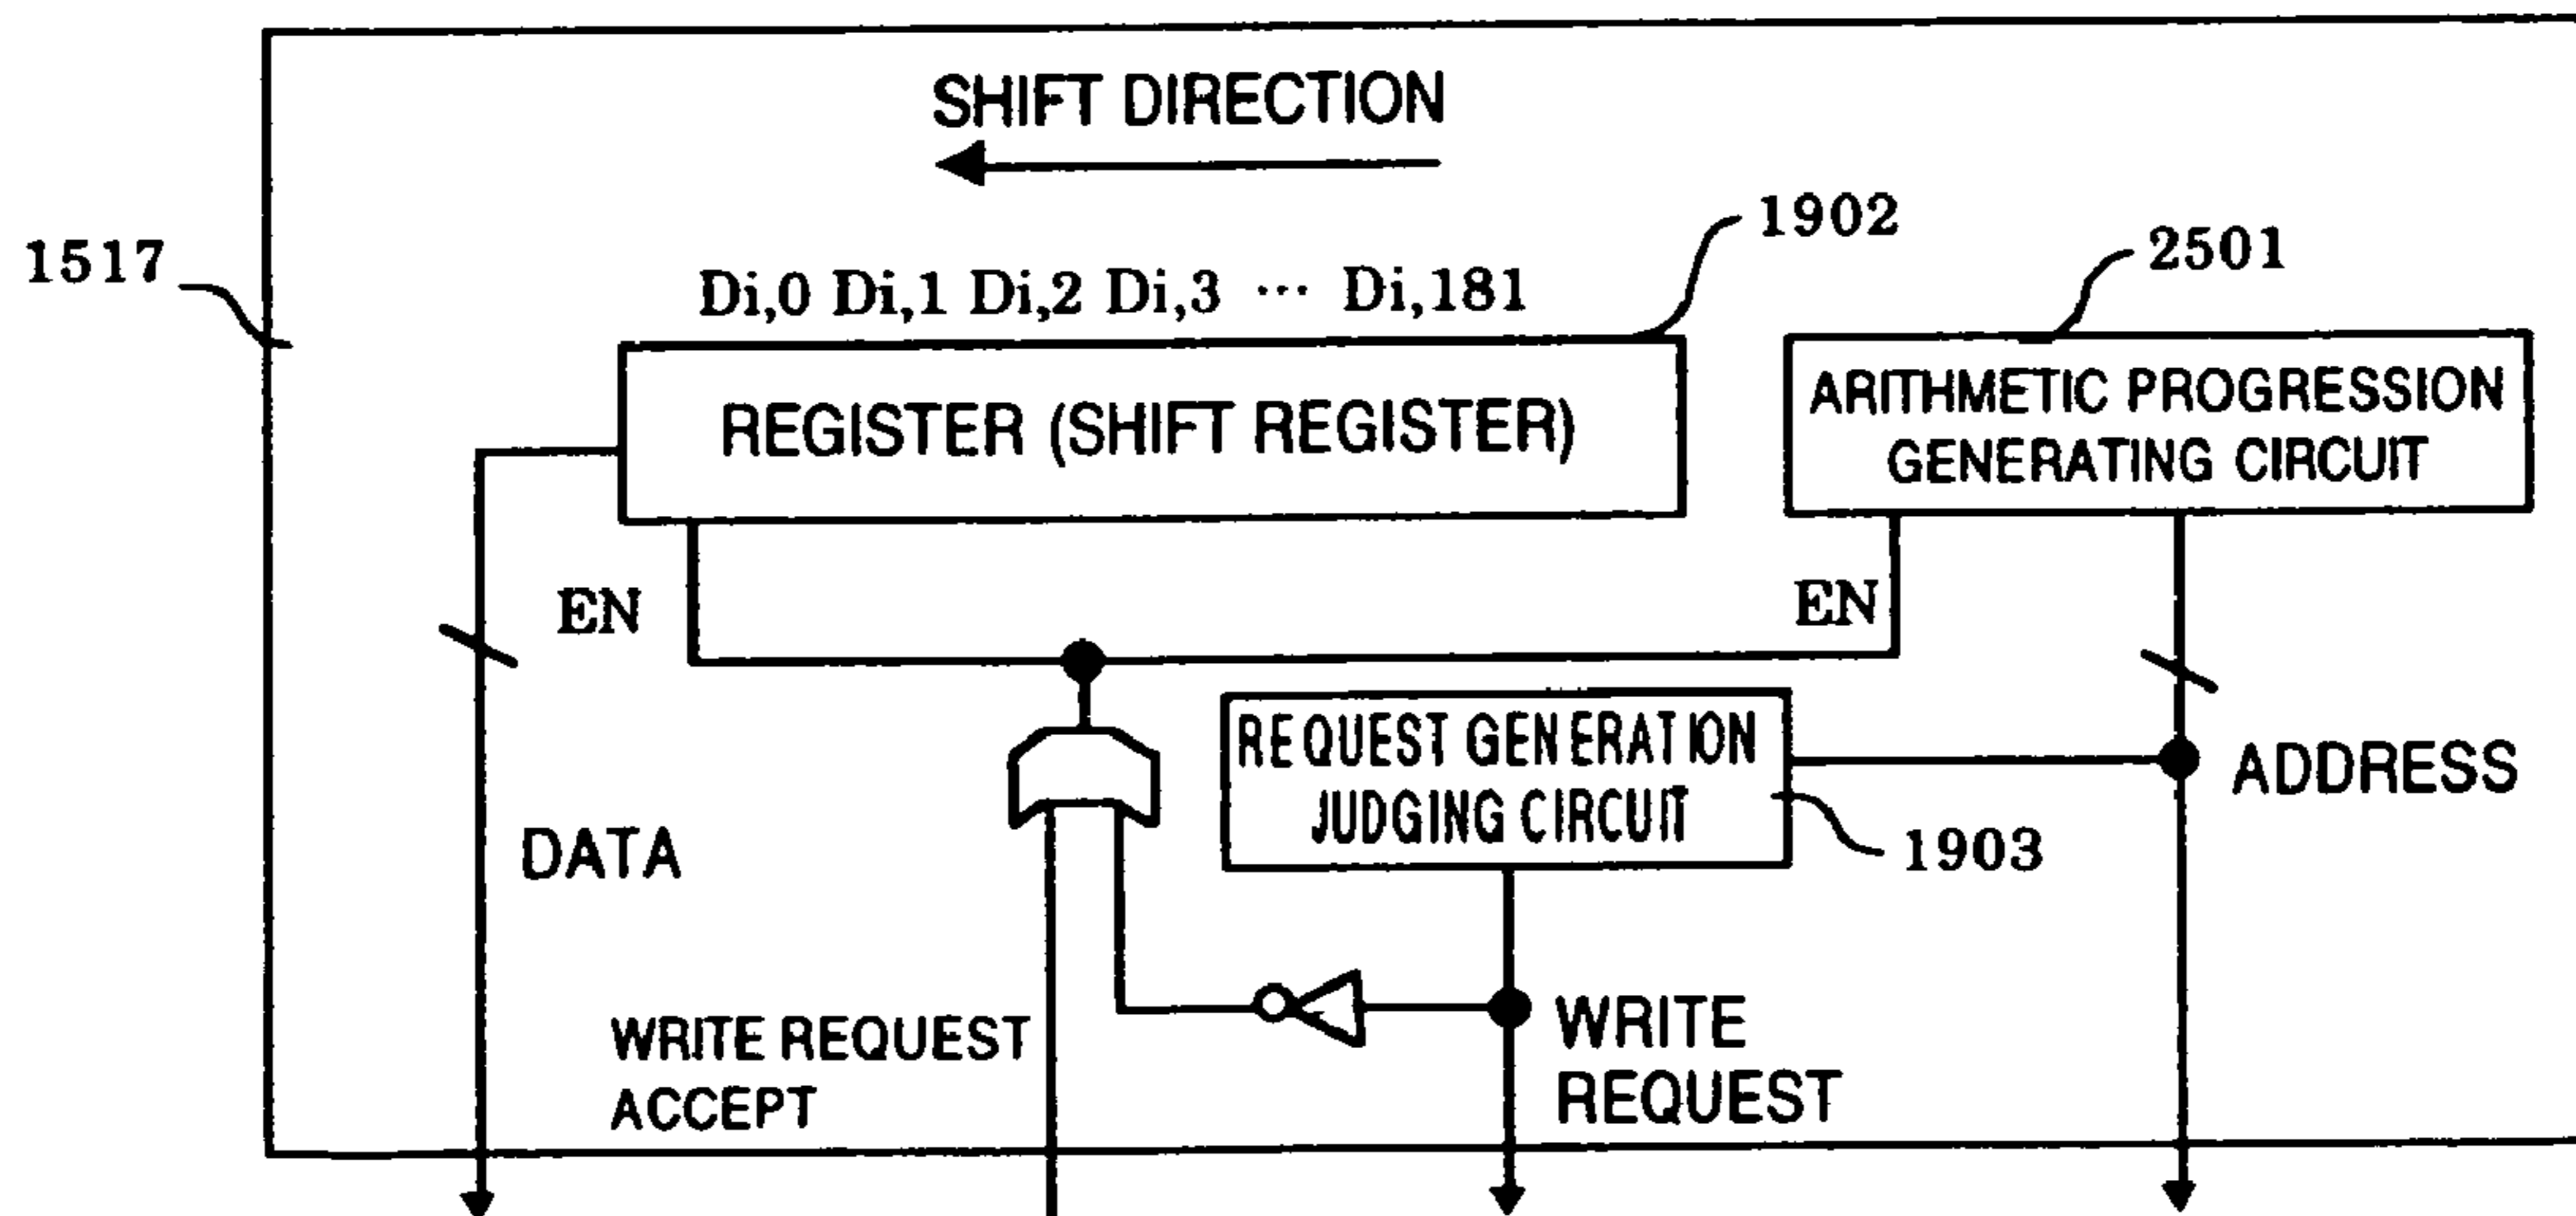 SHIFT DIRECTION
1902
2501
1517
Di,0 Di,1 Di,2 Di,3 ··· Di,181
REGISTER (SHIFT REGISTER)
ARITHMETIC PROGRESSION
GENERATING CIRCUIT
EN
EN
REQUEST GENERATION
JUDGING CIRCUIT
ADDRESS
1903
DATA
WRITE REQUEST
ACCEPT
WRITE
REQUEST